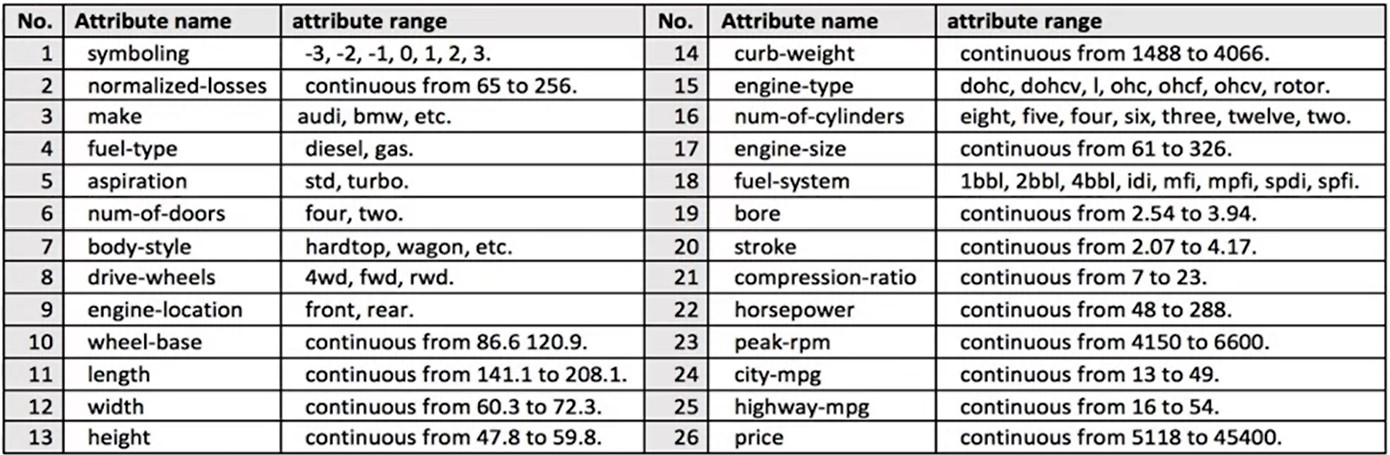 No. Attribute name attribute range No. Attribute name attribute range
1 symboling -3, -2, -1, 0, 1, 2, 3. 14 curb-weight continuous from 1488 to 4066.
2 normalized-losses continuous from 65 to 256. 15 engine-type dohc, dohcv, l, ohc, ohcf, ohcv, rotor.
3 make audi, bmw, etc. 16 num-of-cylinders eight, five, four, six, three, twelve, two.
4 fuel-type diesel, gas. 17 engine-size continuous from 61 to 326.
5 aspiration std, turbo. 18 fuel-system 1bbl, 2bbl, 4bbl, idi, mfi, mpfi, spdi, spfi.
6 num-of-doors four, two. 19 bore continuous from 2.54 to 3.94.
7 body-style hardtop, wagon, etc. 20 stroke continuous from 2.07 to 4.17.
8 drive-wheels 4wd, fwd, rwd. 21 compression-ratio continuous from 7 to 23.
9 engine-location front, rear. 22 horsepower continuous from 48 to 288.
10 wheel-base continuous from 86.6 120.9. 23 peak-rpm continuous from 4150 to 6600.
11 length continuous from 141.1 to 208.1. 24 city-mpg continuous from 13 to 49.
12 width continuous from 60.3 to 72.3. 25 highway-mpg continuous from 16 to 54.
13 height continuous from 47.8 to 59.8. 26 price continuous from 5118 to 45400.